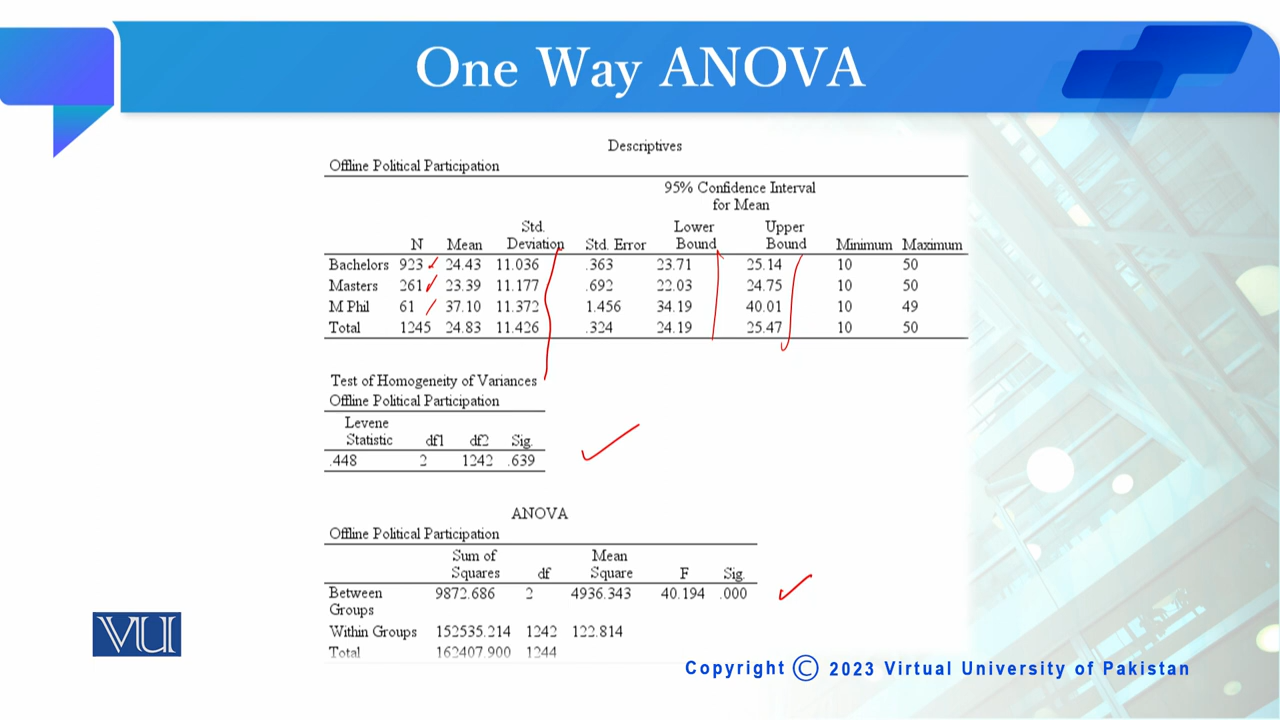 One Way ANOVA
Descriptives
Offline Political Participation
95% Confidence Interval
for Mean
N Mean Std. Deviation Std. Error Lower Bound Upper Bound Minimum Maximum
Bachelors 923 24.43 11.036 .363 23.71 25.14 10 50
Masters 261 23.39 11.177 .692 22.03 24.75 10 50
M Phil 61 37.10 11.372 1.456 34.19 40.01 10 49
Total 1245 24.83 11.426 .324 24.19 25.47 10 50
Test of Homogeneity of Variances
Offline Political Participation
Levene Statistic df1 df2 Sig.
.448 2 1242 .639
ANOVA
Offline Political Participation
Sum of Squares df Mean Square F Sig.
Between Groups 9872.686 2 4936.343 40.194 .000
Within Groups 152535.214 1242 122.814
Total 162407.900 1244
VU
Copyright © 2023 Virtual University of Pakistan